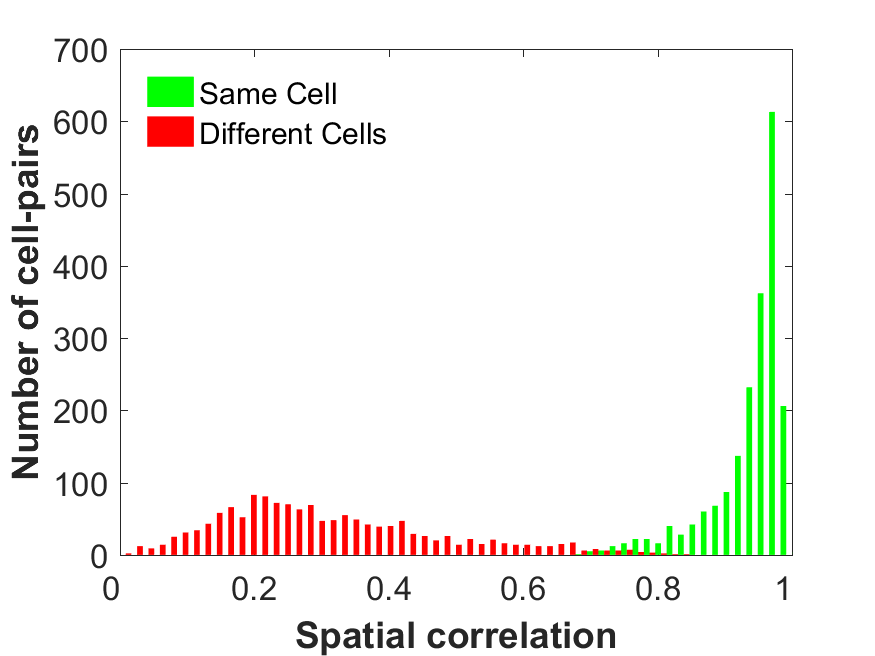 700
600
500
400
300
200
100
0
Number of cell-pairs
Same Cell
Different Cells
0 0.2 0.4 0.6 0.8 1
Spatial correlation